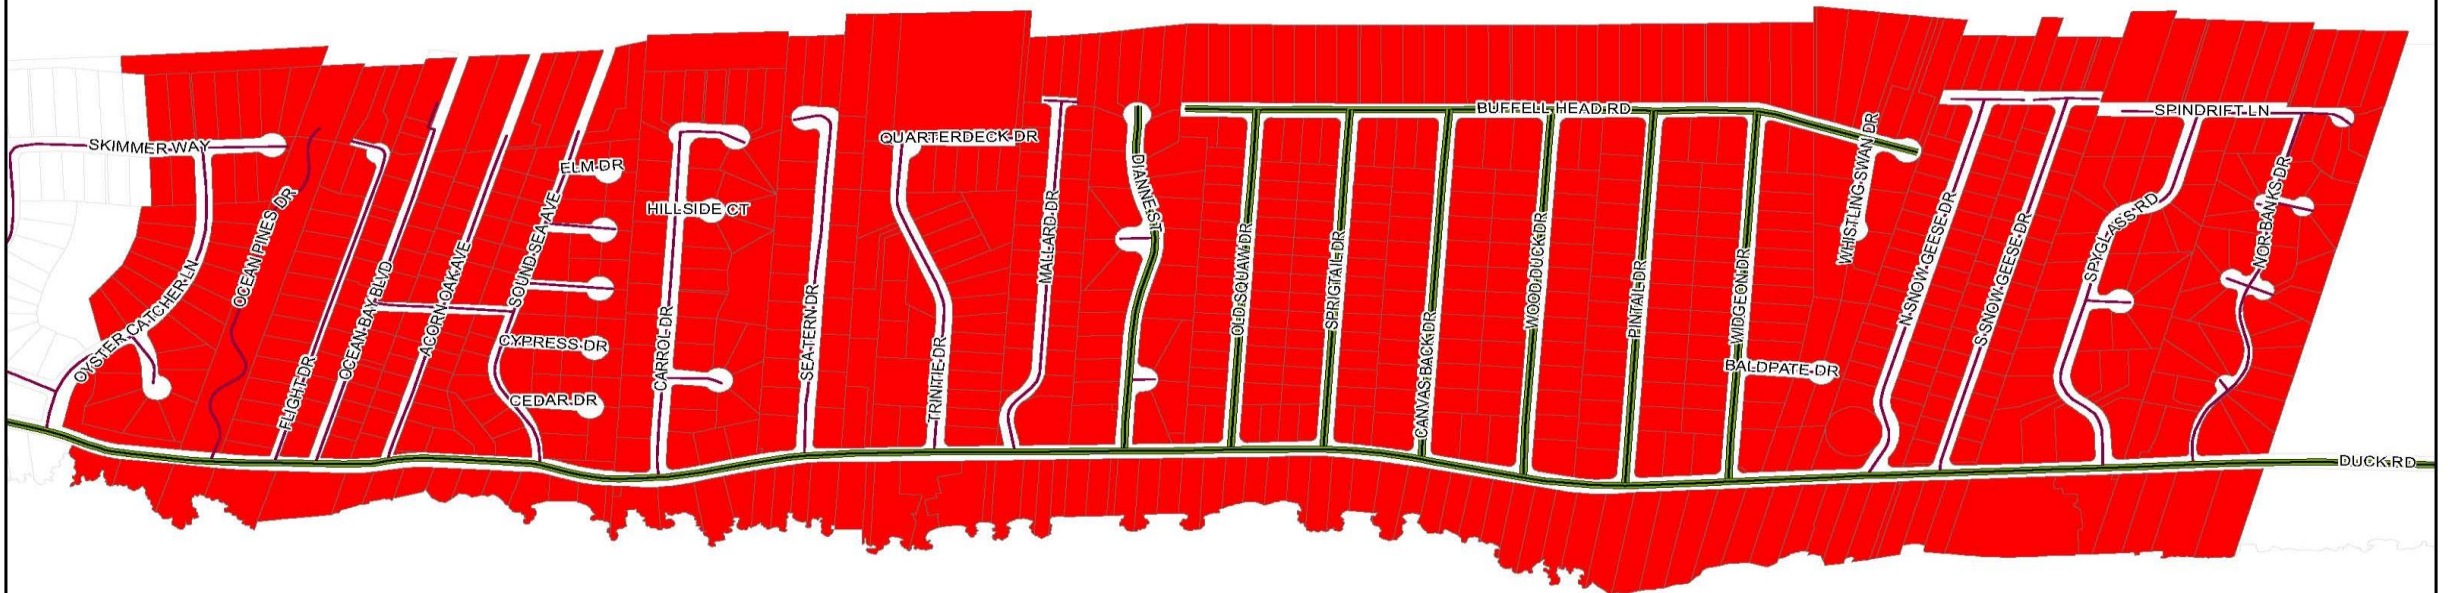 SKIMMER WAY
OYSTER CATCHER LN
OCEAN PINES DR
FLIGHT DR
OCEAN BAY BLVD
ACORN OAK AVE
SOUND SEA AVE
ELM DR
CYPRESS DR
CEDAR DR
HILLSIDE CT
CARROL DR
SEA TERN DR
QUARTERDECK DR
TRINITIE DR
MALLARD DR
DIANNE ST
BUFFELL HEAD RD
OLD SQUAW DR
SPRIGTAIL DR
CANVAS BACK DR
WOOD DUCK DR
PINTAIL DR
WIDGEON DR
BALDPATE DR
WHISTLING SWAN DR
N SNOW GEESE DR
S SNOW GEESE DR
SPINDRIFT LN
SPYGLASS RD
NOR BANKS DR
DUCK RD